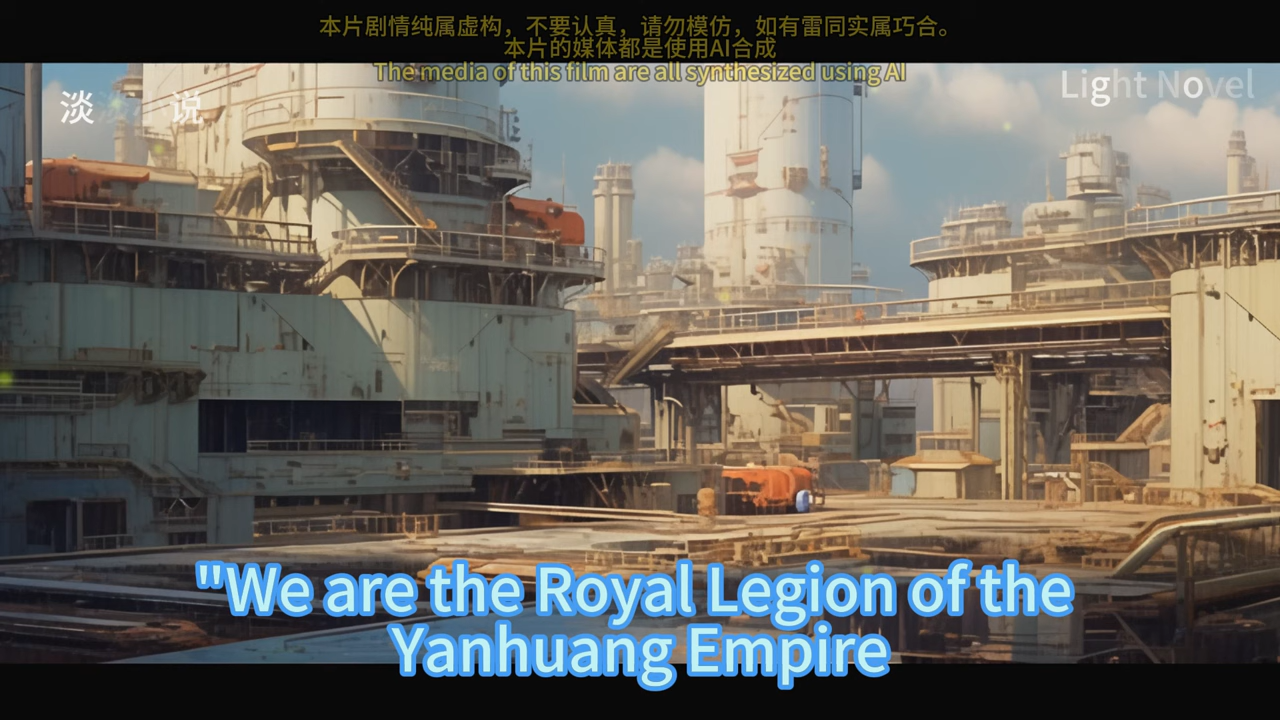 本片剧情纯属虚构，不要认真，请勿模仿，如有雷同实属巧合。
本片的媒体都是使用AI合成
The media of this film are all synthesized using AI
淡 说
Light Novel
"We are the Royal Legion of the
Yanhuang Empire